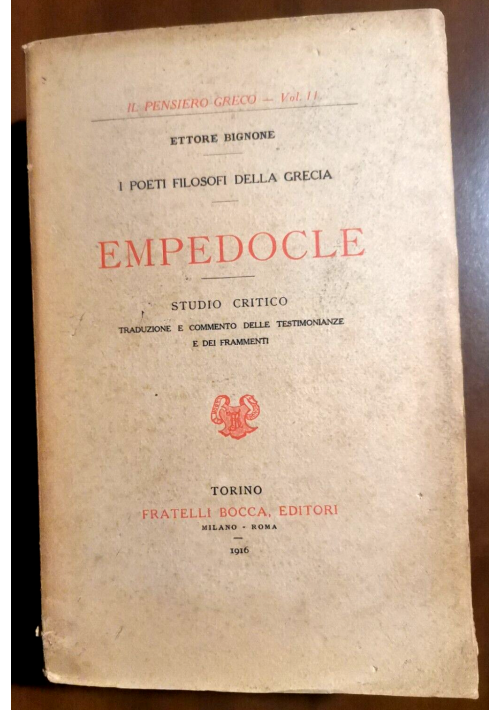 IL PENSIERO GRECO — Vol. 11.
ETTORE BIGNONE
I POETI FILOSOFI DELLA GRECIA
EMPEDOCLE
STUDIO CRITICO
TRADUZIONE E COMMENTO DELLE TESTIMONIANZE
E DEI FRAMMENTI
TORINO
FRATELLI BOCCA, EDITORI
MILANO - ROMA
1916